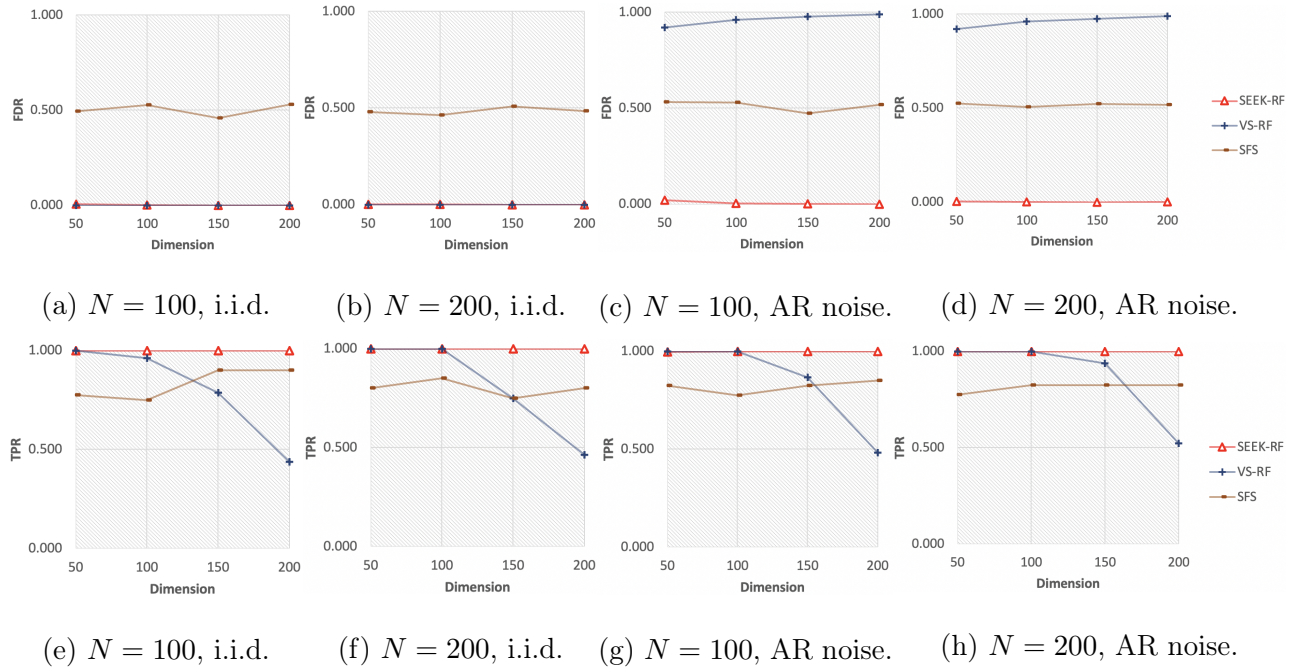 1.000
0.500
0.000
FDR
50 100 150 200
Dimension
1.000
0.500
0.000
FDR
50 100 150 200
Dimension
1.000
0.500
0.000
FDR
50 100 150 200
Dimension
1.000
0.500
0.000
FDR
50 100 150 200
Dimension
SEEK-RF
VS-RF
SFS
(a) N = 100, i.i.d.
(b) N = 200, i.i.d.
(c) N = 100, AR noise.
(d) N = 200, AR noise.
1.000
0.500
0.000
TPR
50 100 150 200
Dimension
1.000
0.500
0.000
TPR
50 100 150 200
Dimension
1.000
0.500
0.000
TPR
50 100 150 200
Dimension
1.000
0.500
0.000
TPR
50 100 150 200
Dimension
SEEK-RF
VS-RF
SFS
(e) N = 100, i.i.d.
(f) N = 200, i.i.d.
(g) N = 100, AR noise.
(h) N = 200, AR noise.